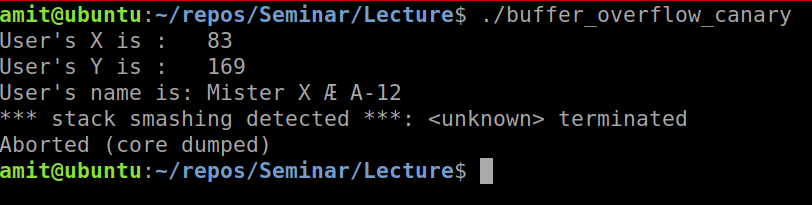 amit@ubuntu:~/repos/Seminar/Lecture$ ./buffer_overflow_canary
User's X is :   83
User's Y is :   169
User's name is: Mister X Æ A-12
*** stack smashing detected ***: <unknown> terminated
Aborted (core dumped)
amit@ubuntu:~/repos/Seminar/Lecture$